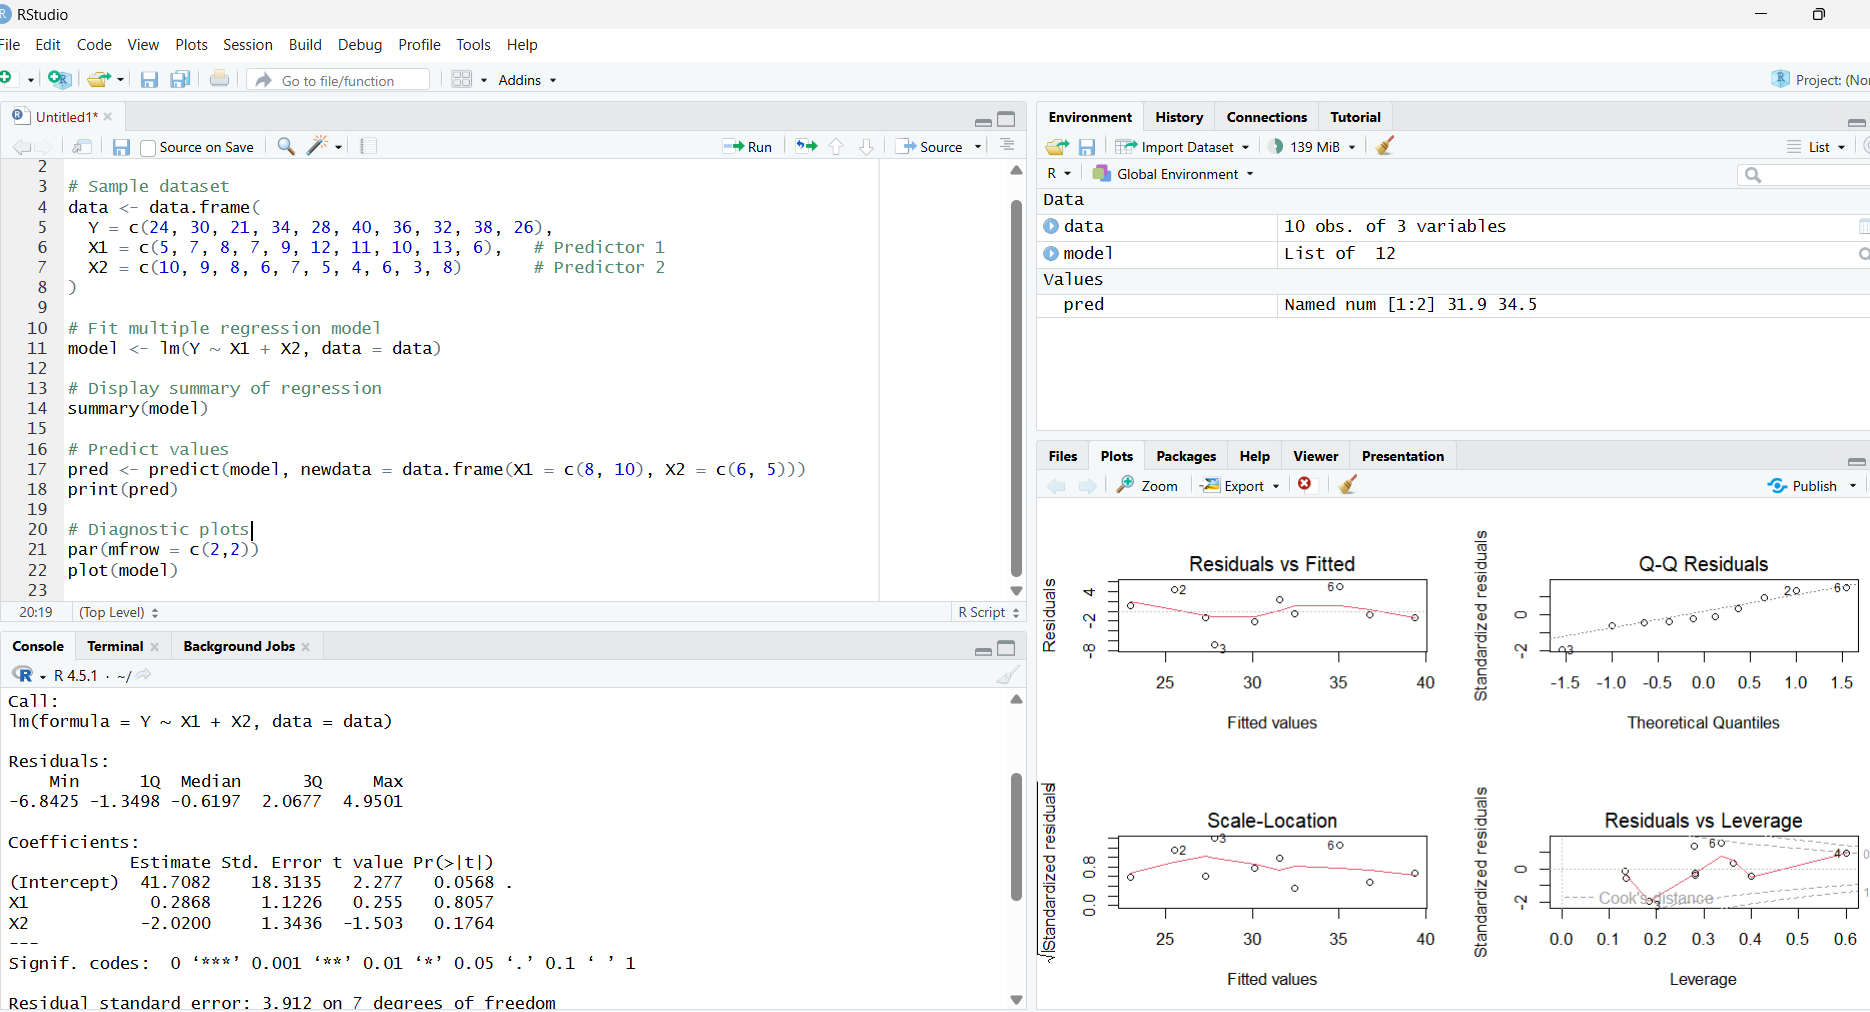 RStudio
File Edit Code View Plots Session Build Debug Profile Tools Help
Go to file/function Addins Project: (Nor
Untitled1*
Source on Save Run Source
2
3 # Sample dataset
4 data <- data.frame(
5 Y = c(24, 30, 21, 34, 28, 40, 36, 32, 38, 26),
6 X1 = c(5, 7, 8, 7, 9, 12, 11, 10, 13, 6), # Predictor 1
7 X2 = c(10, 9, 8, 6, 7, 5, 4, 6, 3, 8) # Predictor 2
8 )
9
10 # Fit multiple regression model
11 model <- lm(Y ~ X1 + X2, data = data)
12
13 # Display summary of regression
14 summary(model)
15
16 # Predict values
17 pred <- predict(model, newdata = data.frame(X1 = c(8, 10), X2 = c(6, 5)))
18 print(pred)
19
20 # Diagnostic plots
21 par(mfrow = c(2,2))
22 plot(model)
23
20:19 (Top Level) R Script
Console Terminal Background Jobs
R 4.5.1 · ~/
Call:
lm(formula = Y ~ X1 + X2, data = data)
Residuals:
Min 1Q Median 3Q Max
-6.8425 -1.3498 -0.6197 2.0677 4.9501
Coefficients:
Estimate Std. Error t value Pr(>|t|)
(Intercept) 41.7082 18.3135 2.277 0.0568 .
X1 0.2868 1.1226 0.255 0.8057
X2 -2.0200 1.3436 -1.503 0.1764
---
Signif. codes: 0 ‘***’ 0.001 ‘**’ 0.01 ‘*’ 0.05 ‘.’ 0.1 ‘ ’ 1
Residual standard error: 3.912 on 7 degrees of freedom
Environment History Connections Tutorial
Import Dataset 139 MiB List
R Global Environment
Data
data 10 obs. of 3 variables
model List of 12
Values
pred Named num [1:2] 31.9 34.5
Files Plots Packages Help Viewer Presentation
Zoom Export Publish
Residuals vs Fitted
Residuals
4
-2
-8
2
6
3
25 30 35 40
Fitted values
Q-Q Residuals
Standardized residuals
0
-2
2
6
3
-1.5 -1.0 -0.5 0.0 0.5 1.0 1.5
Theoretical Quantiles
Scale-Location
√|Standardized residuals|
0.8
0.0
3
2
6
25 30 35 40
Fitted values
Residuals vs Leverage
Standardized residuals
0
-2
6
4
3
Cook's distance
0.0 0.1 0.2 0.3 0.4 0.5 0.6
Leverage